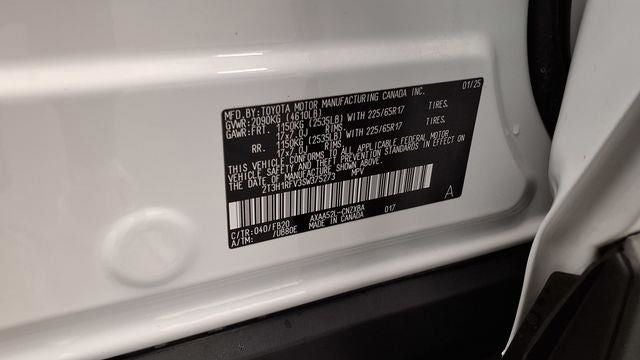 MFD.BY:TOYOTA MOTOR MANUFACTURING CANADA INC. 01/25
GVWR:2090KG (4610LB)
GAWR:FRT. 1150KG (2535LB) WITH 225/65R17 TIRES.
17x7.0J RIMS.
RR. 1150KG (2535LB) WITH 225/65R17 TIRES.
17x7.0J RIMS.
THIS VEHICLE CONFORMS TO ALL APPLICABLE FEDERAL MOTOR
VEHICLE SAFETY AND THEFT PREVENTION STANDARDS IN EFFECT ON
THE DATE OF MANUFACTURE SHOWN ABOVE.
2T3H1RFV3SW375273 MPV
A
C/TR:040/FB20 AXAA52L-CNZXBA 017
A/TM: /UB80E MADE IN CANADA